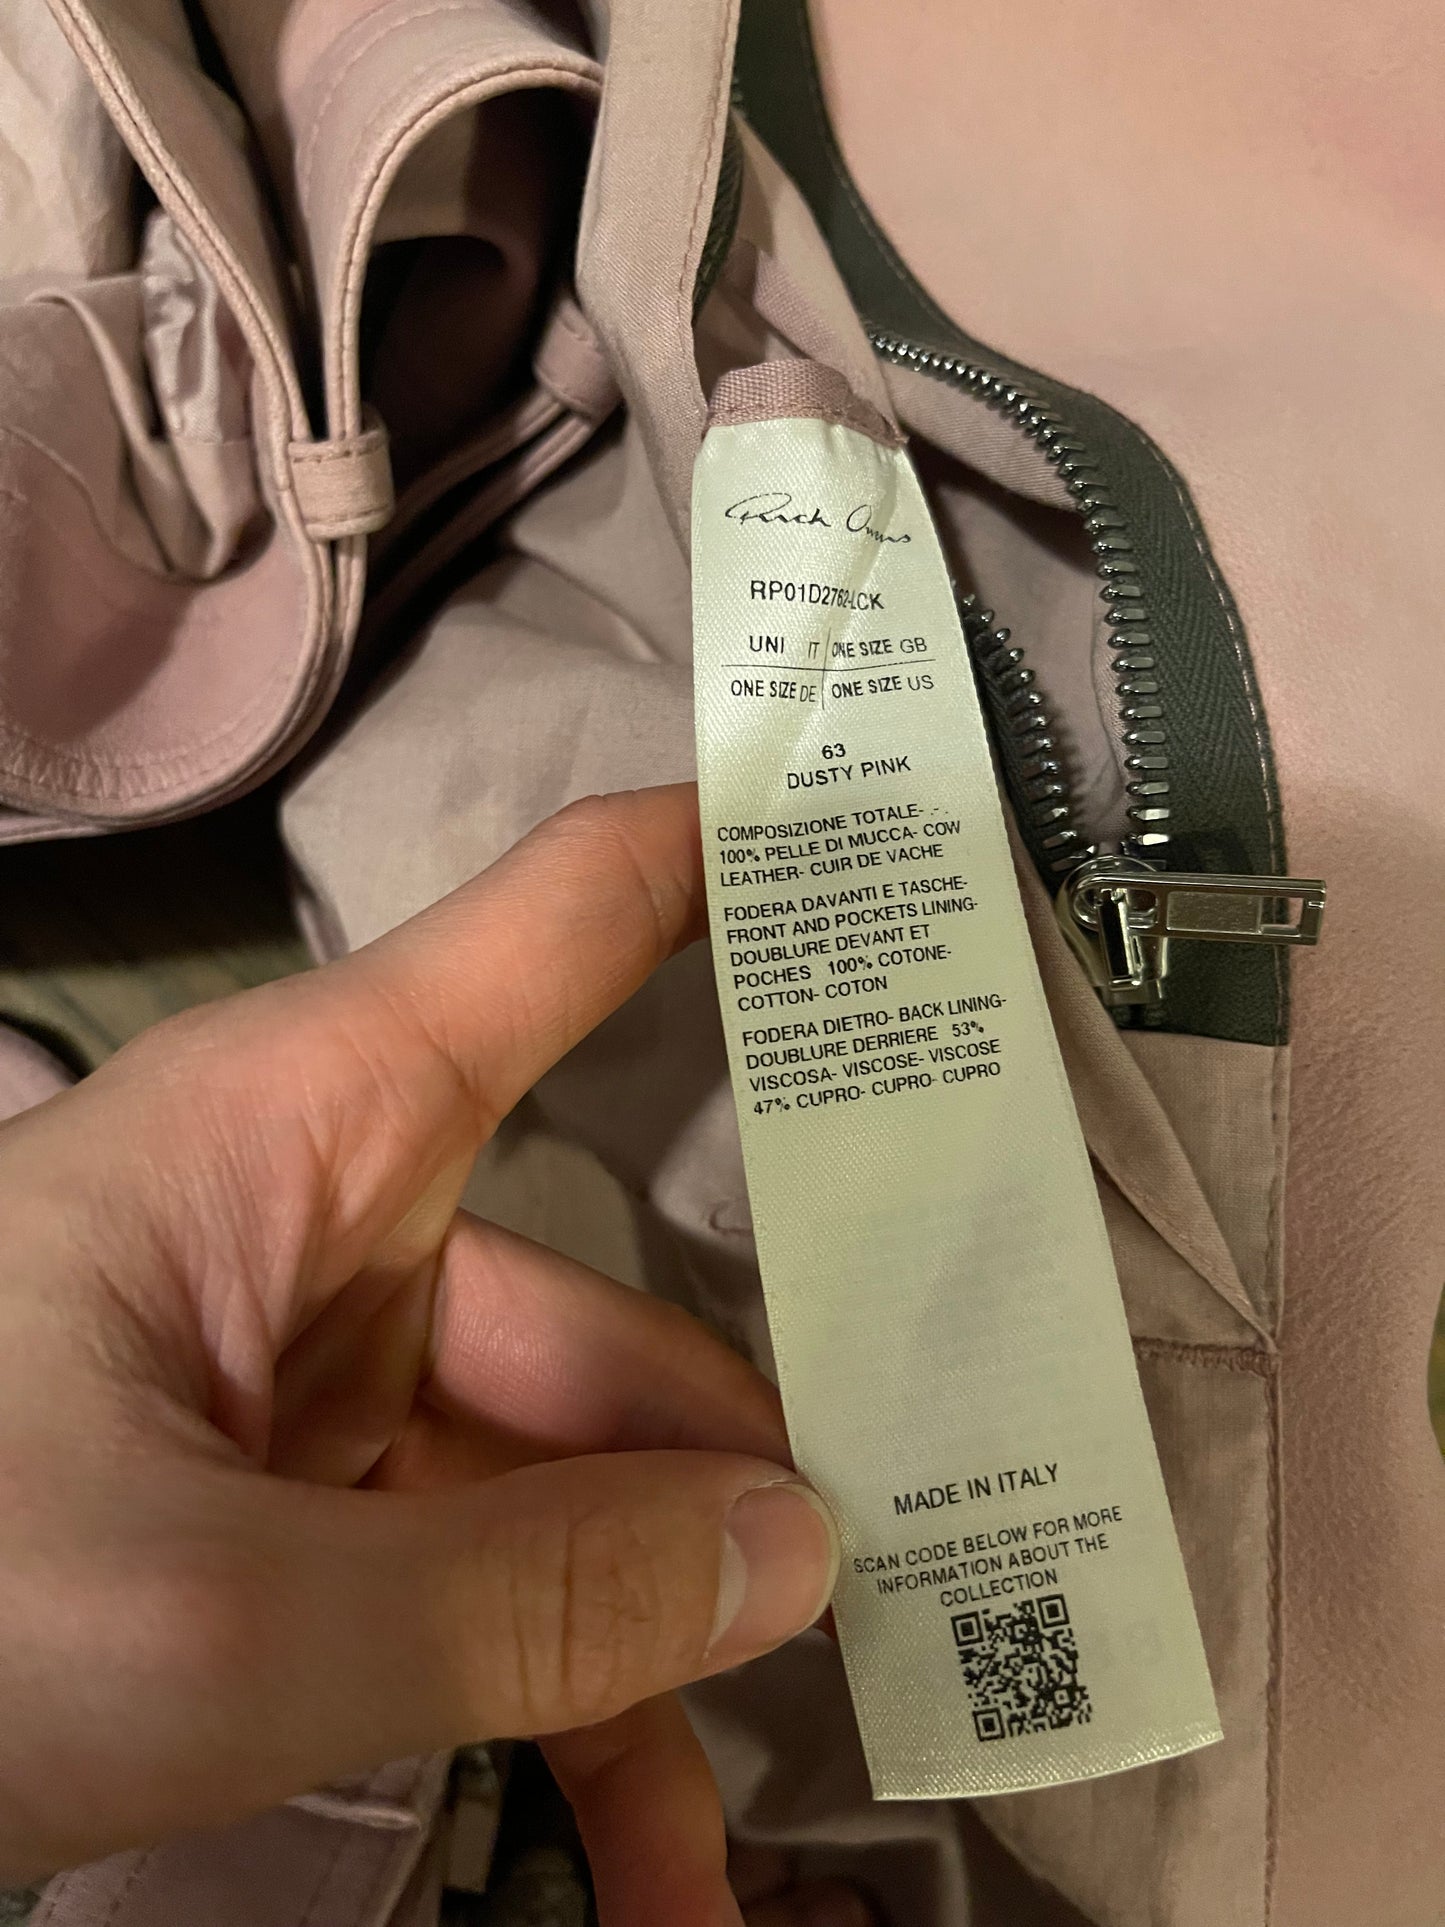 Rick Owens
RP01D2762-LCK
UNI IT ONE SIZE GB
ONE SIZE DE ONE SIZE US
63
DUSTY PINK
COMPOSIZIONE TOTALE- - -
100% PELLE DI MUCCA- COW
LEATHER- CUIR DE VACHE
FODERA DAVANTI E TASCHE-
FRONT AND POCKETS LINING-
DOUBLURE DEVANT ET
POCHES 100% COTONE-
COTTON- COTON
FODERA DIETRO- BACK LINING-
DOUBLURE DERRIERE 53%
VISCOSA- VISCOSE- VISCOSE
47% CUPRO- CUPRO- CUPRO
MADE IN ITALY
SCAN CODE BELOW FOR MORE
INFORMATION ABOUT THE
COLLECTION